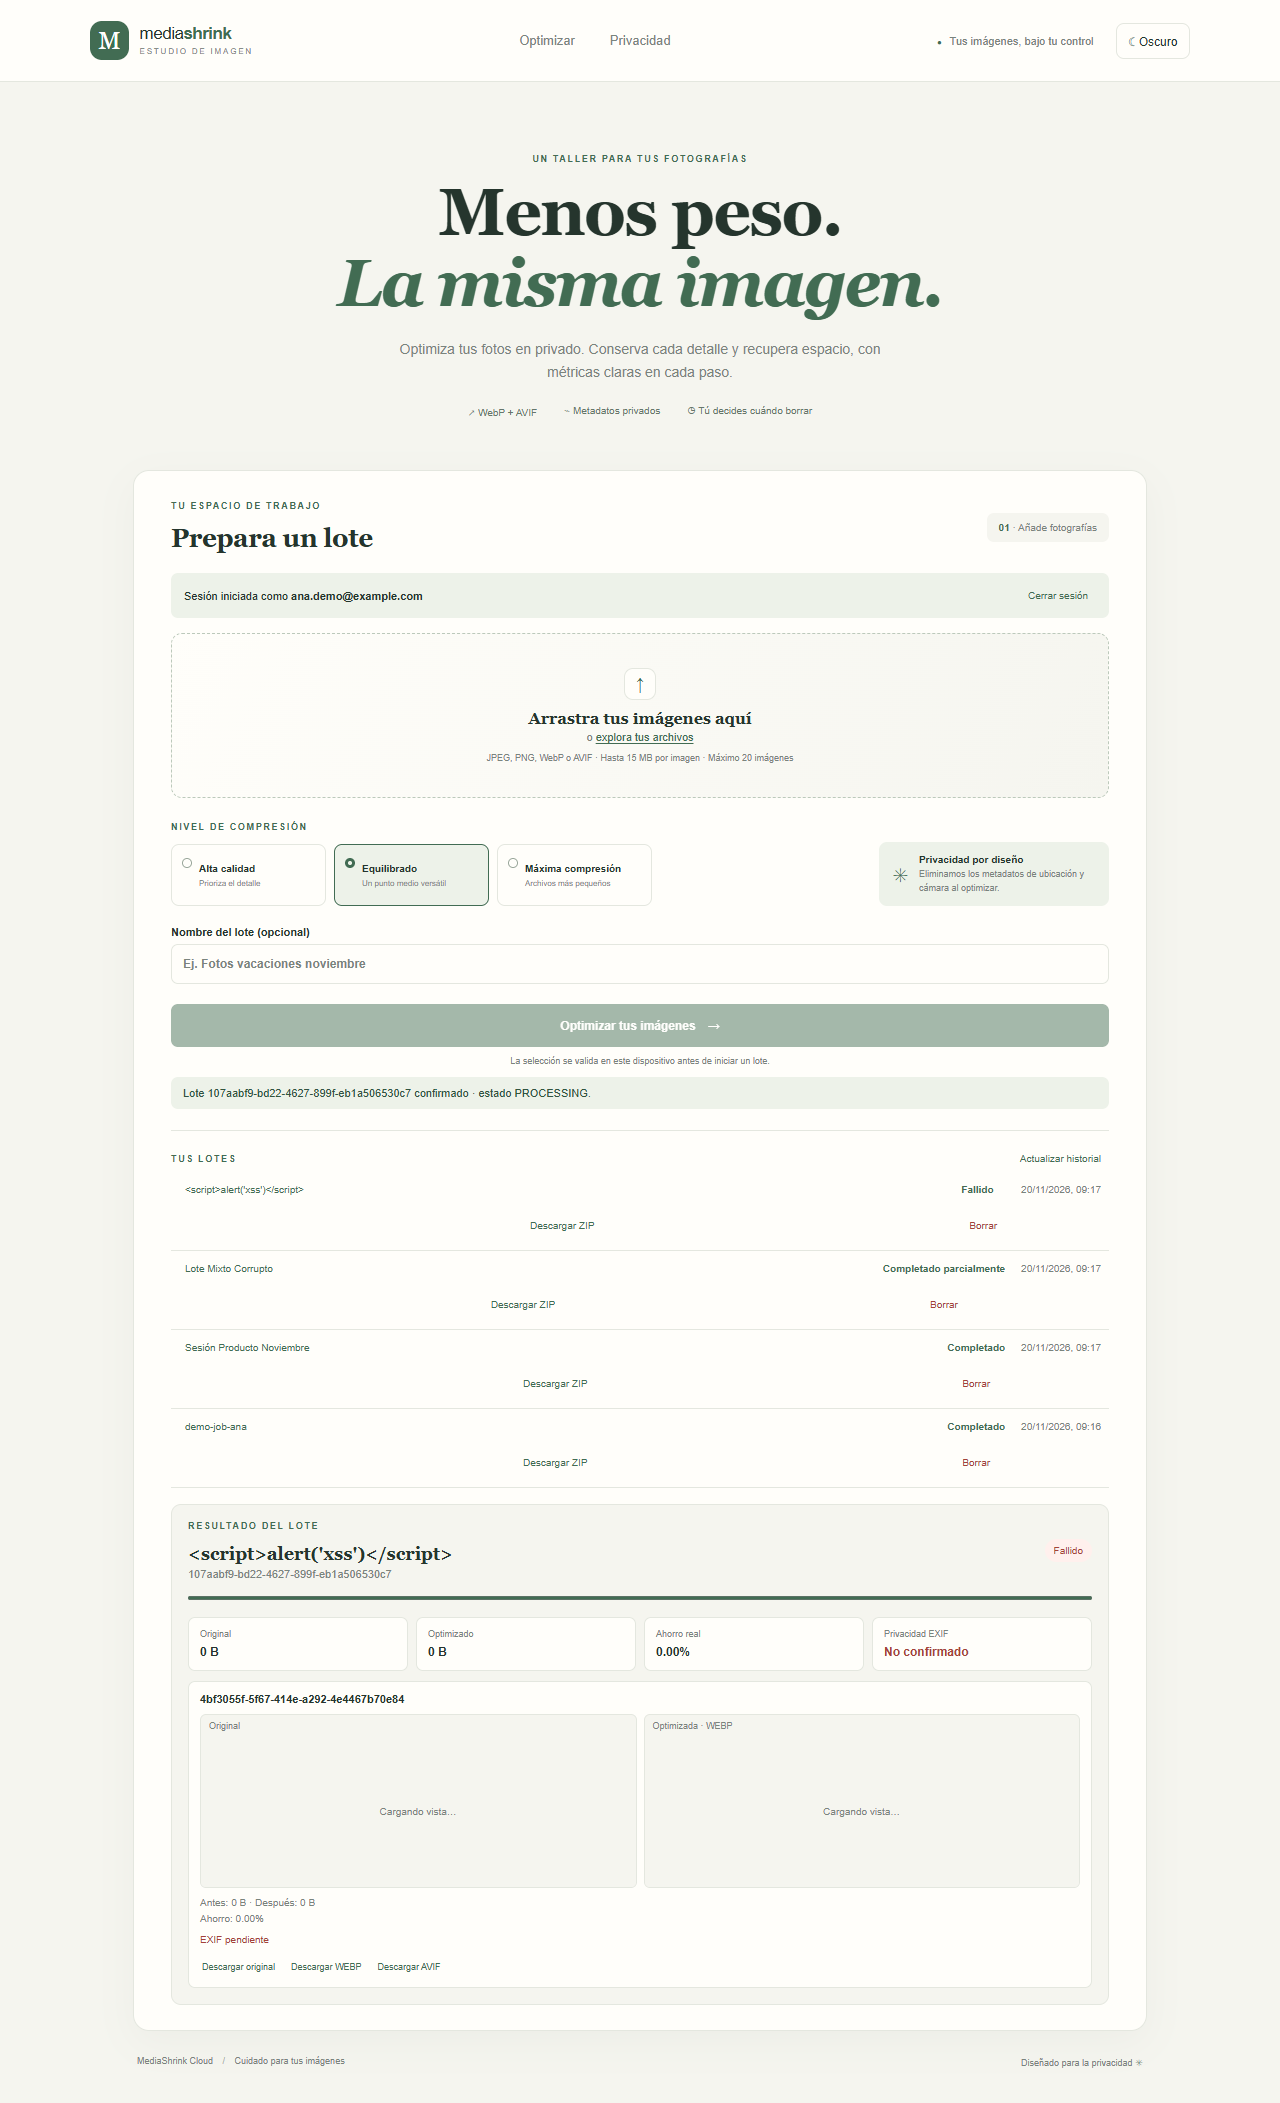 M
mediashrink
ESTUDIO DE IMAGEN
Optimizar
Privacidad
Tus imágenes, bajo tu control
Oscuro
UN TALLER PARA TUS FOTOGRAFÍAS
Menos peso.
La misma imagen.
Optimiza tus fotos en privado. Conserva cada detalle y recupera espacio, con
métricas claras en cada paso.
WebP + AVIF
Metadatos privados
Tú decides cuándo borrar
TU ESPACIO DE TRABAJO
Prepara un lote
01 · Añade fotografías
Sesión iniciada como ana.demo@example.com
Cerrar sesión
Arrastra tus imágenes aquí
o explora tus archivos
JPEG, PNG, WebP o AVIF · Hasta 15 MB por imagen · Máximo 20 imágenes
NIVEL DE COMPRESIÓN
Alta calidad
Prioriza el detalle
Equilibrado
Un punto medio versátil
Máxima compresión
Archivos más pequeños
Privacidad por diseño
Eliminamos los metadatos de ubicación y
cámara al optimizar.
Nombre del lote (opcional)
Ej. Fotos vacaciones noviembre
Optimizar tus imágenes →
La selección se valida en este dispositivo antes de iniciar un lote.
Lote 107aabf9-bd22-4627-899f-eb1a506530c7 confirmado · estado PROCESSING.
TUS LOTES
Actualizar historial
<script>alert('xss')</script>
Fallido
20/11/2026, 09:17
Descargar ZIP
Borrar
Lote Mixto Corrupto
Completado parcialmente
20/11/2026, 09:17
Descargar ZIP
Borrar
Sesión Producto Noviembre
Completado
20/11/2026, 09:17
Descargar ZIP
Borrar
demo-job-ana
Completado
20/11/2026, 09:16
Descargar ZIP
Borrar
RESULTADO DEL LOTE
<script>alert('xss')</script>
Fallido
107aabf9-bd22-4627-899f-eb1a506530c7
Original
0 B
Optimizado
0 B
Ahorro real
0.00%
Privacidad EXIF
No confirmado
4bf3055f-5f67-414e-a292-4e4467b70e84
Original
Cargando vista...
Optimizada · WEBP
Cargando vista...
Antes: 0 B · Después: 0 B
Ahorro: 0.00%
EXIF pendiente
Descargar original
Descargar WEBP
Descargar AVIF
MediaShrink Cloud / Cuidado para tus imágenes
Diseñado para la privacidad